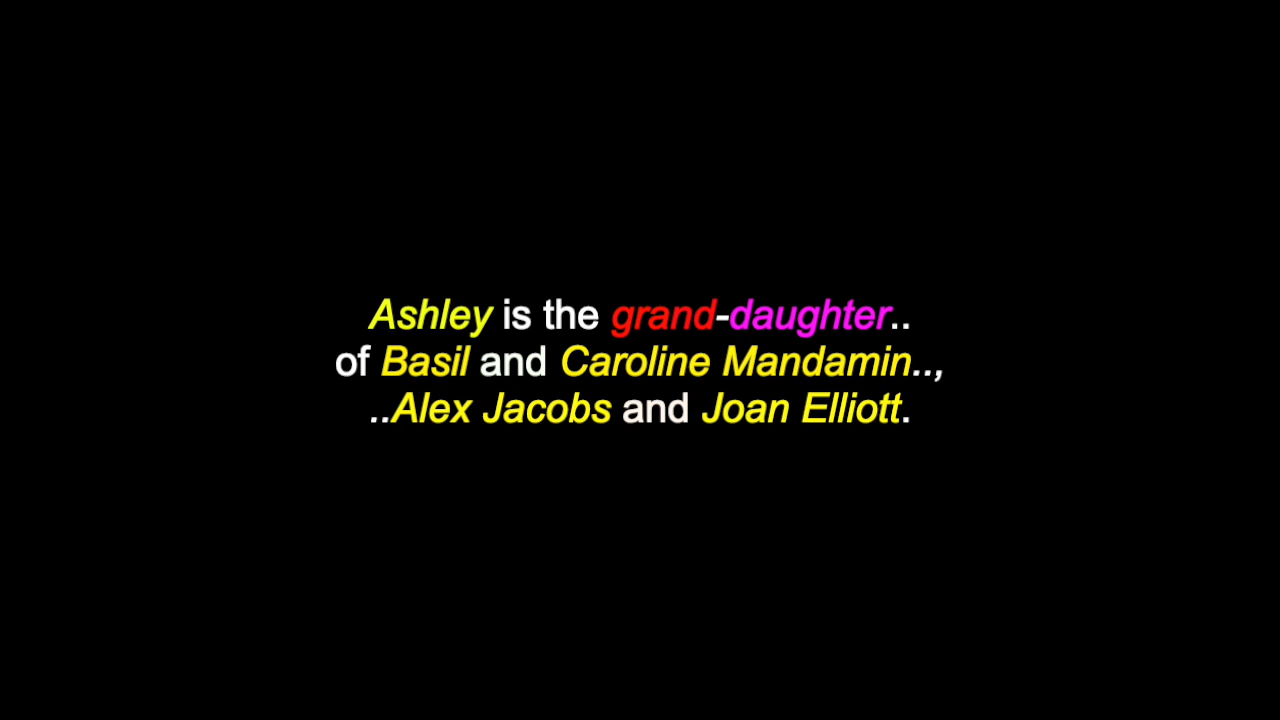 Ashley is the grand-daughter..
of Basil and Caroline Mandamin..,
..Alex Jacobs and Joan Elliott.